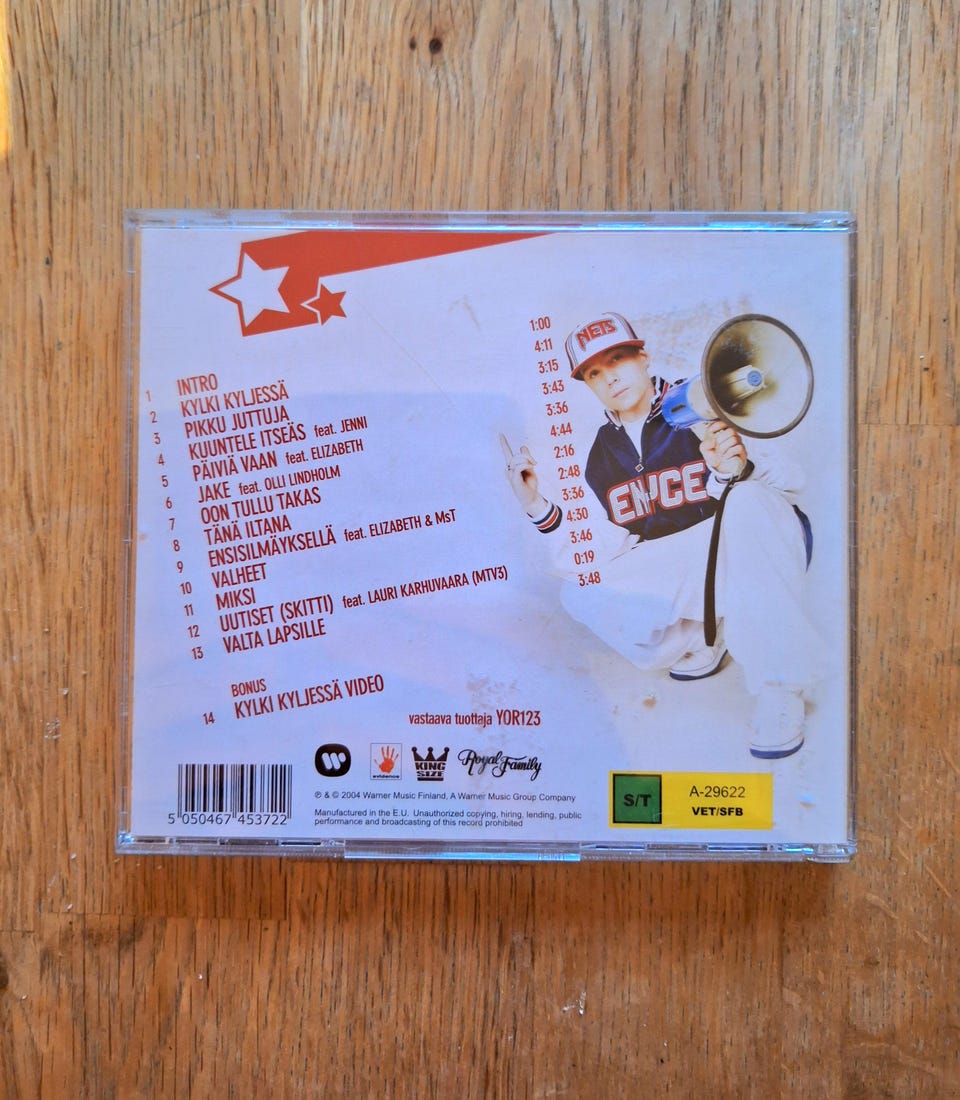 1 INTRO 1:00
2 KYLKI KYLJESSÄ 4:11
3 PIKKU JUTTUJA 3:15
4 KUUNTELE ITSEÄS feat. JENNI 3:43
5 PÄIVIÄ VAAN feat. ELIZABETH 3:36
6 JAKE feat. OLLI LINDHOLM 4:44
7 OON TULLU TAKAS 2:16
8 TÄNÄ ILTANA 2:48
9 ENSISILMÄYKSELLÄ feat. ELIZABETH & MsT 3:36
10 VALHEET 4:30
11 MIKSI 3:46
12 UUTISET (SKITTI) feat. LAURI KARHUVAARA (MTV3) 0:19
13 VALTA LAPSILLE 3:48
BONUS
14 KYLKI KYLJESSÄ VIDEO
vastaava tuottaja YOR123
NETS
ENYCE
evidence
KING
SIZE
Royal Family
℗ & © 2004 Warner Music Finland, A Warner Music Group Company
Manufactured in the E.U. Unauthorized copying, hiring, lending, public
performance and broadcasting of this record prohibited
5 050467 453722
S/T
A-29622
VET/SFB